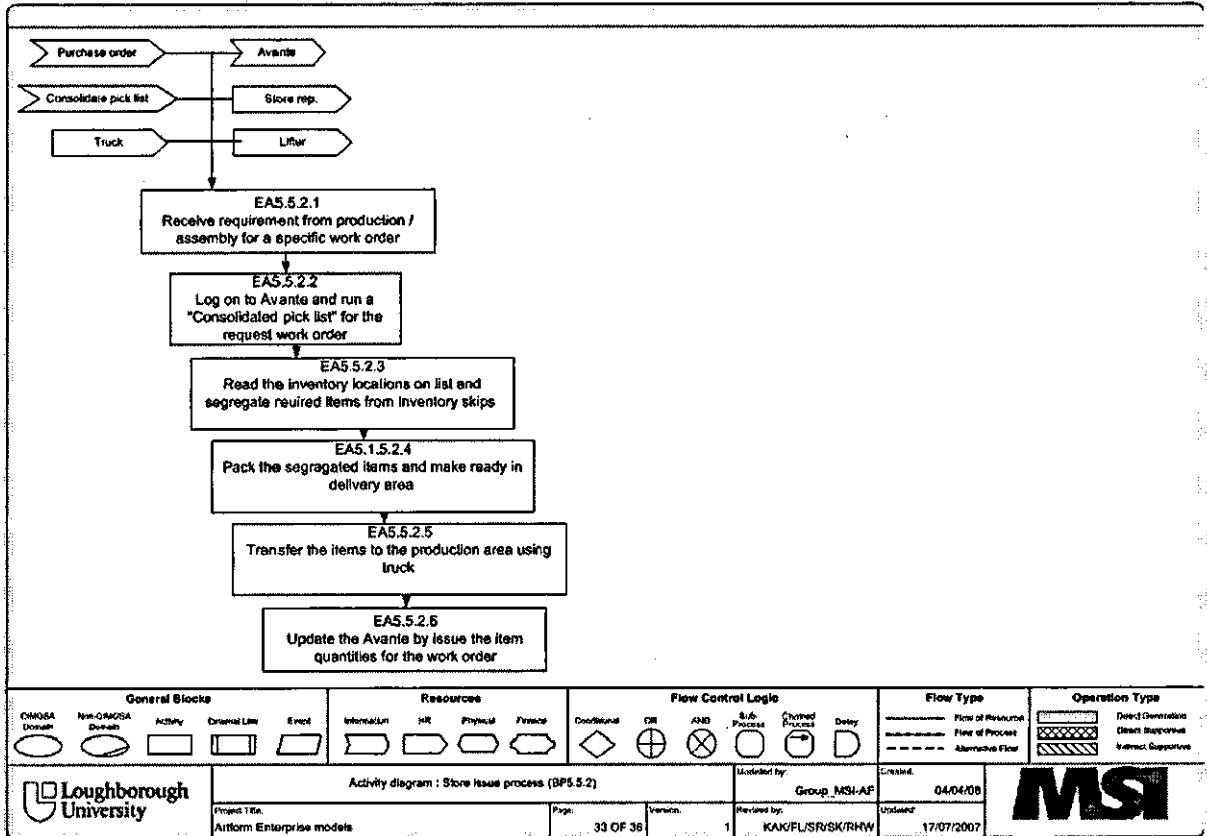 Purchase order
Avante
Consolidate pick list
Store rep.
Truck
Lifter
EA5.5.2.1
Receive requirement from production /
assembly for a specific work order
EA5.5.2.2
Log on to Avante and run a
"Consolidated pick list" for the
request work order
EA5.5.2.3
Read the inventory locations on list and
segregate reuired items from inventory skips
EA5.1.5.2.4
Pack the segragated items and make ready in
delivery area
EA5.5.2.5
Transfer the items to the production area using
truck
EA5.5.2.6
Update the Avante by issue the item
quantities for the work order
General Blocks
Resources
Flow Control Logic
Flow Type
Operation Type
CIMOSA
Domain
Non-CIMOSA
Domain
Activity
External Link
Event
Information
HR
Physical
Finance
Conditional
OR
AND
Sub
Process
Chained
Process
Delay
Flow of Resource
Flow of Process
Alternative Flow
Direct Generative
Direct Supportive
Indirect Supportive
Loughborough
University
Activity diagram : Store issue process (BP5.5.2)
Modelled by:
Group_MSI-AF
Created:
04/04/06
MSI
Project Title.
Artform Enterprise models
Page:
33 OF 36
Version.
1
Reviewed by:
KAK/FL/SR/SK/RHW
Updated:
17/07/2007